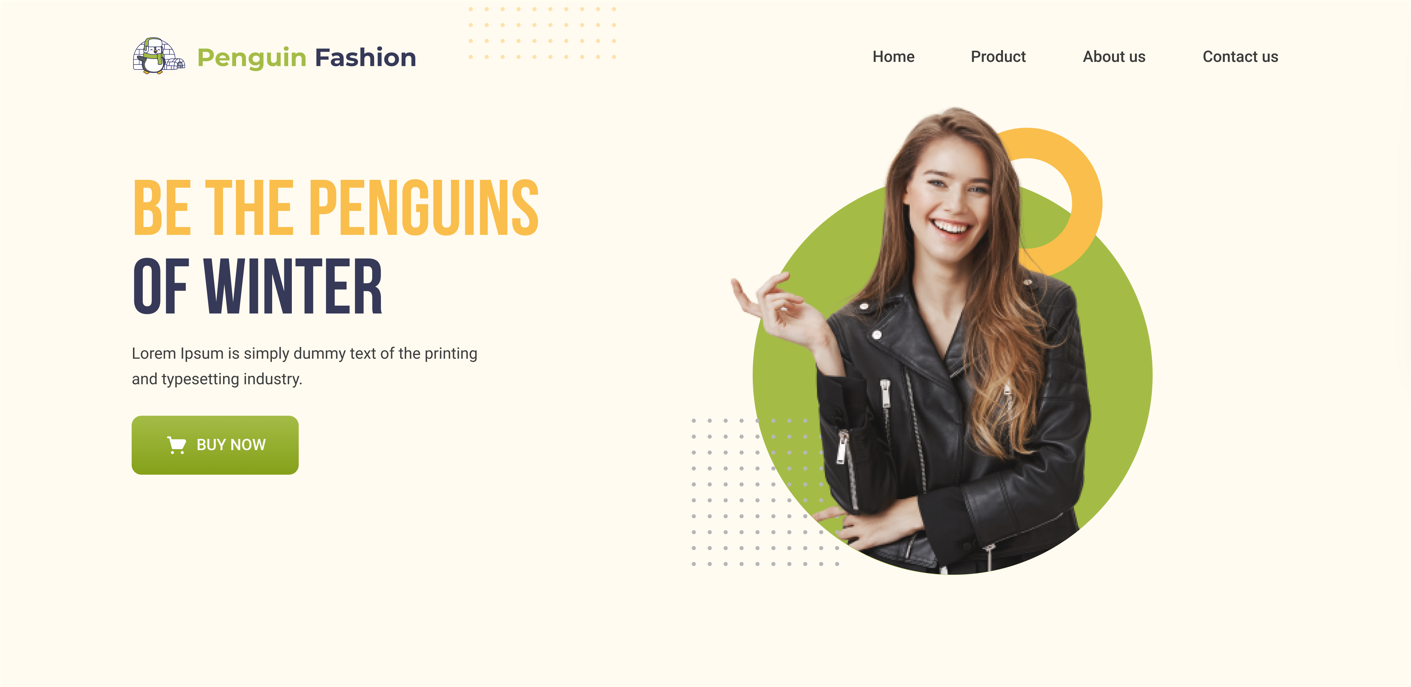 Penguin Fashion
Home Product About us Contact us
BE THE PENGUINS
OF WINTER
Lorem Ipsum is simply dummy text of the printing
and typesetting industry.
BUY NOW